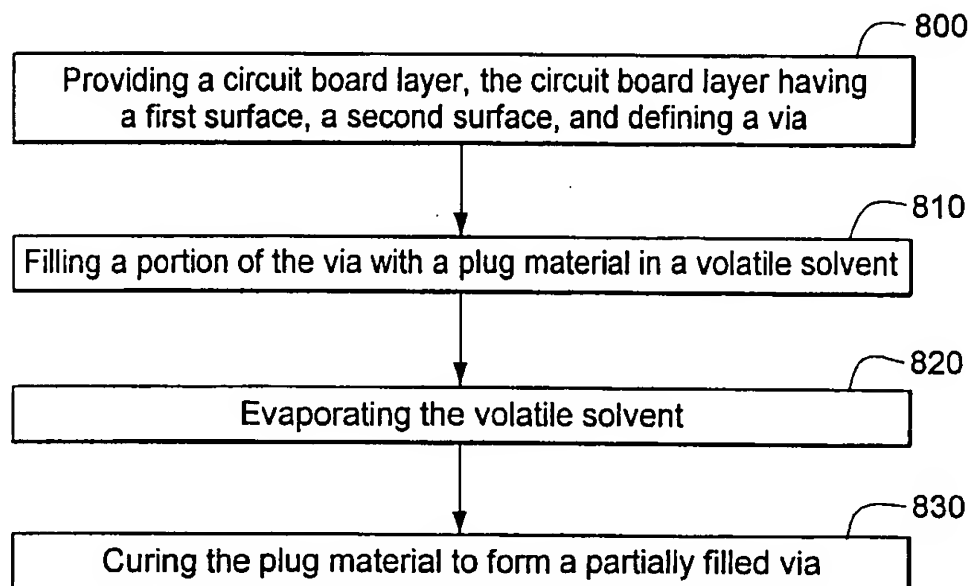 800
Providing a circuit board layer, the circuit board layer having
a first surface, a second surface, and defining a via
810
Filling a portion of the via with a plug material in a volatile solvent
820
Evaporating the volatile solvent
830
Curing the plug material to form a partially filled via